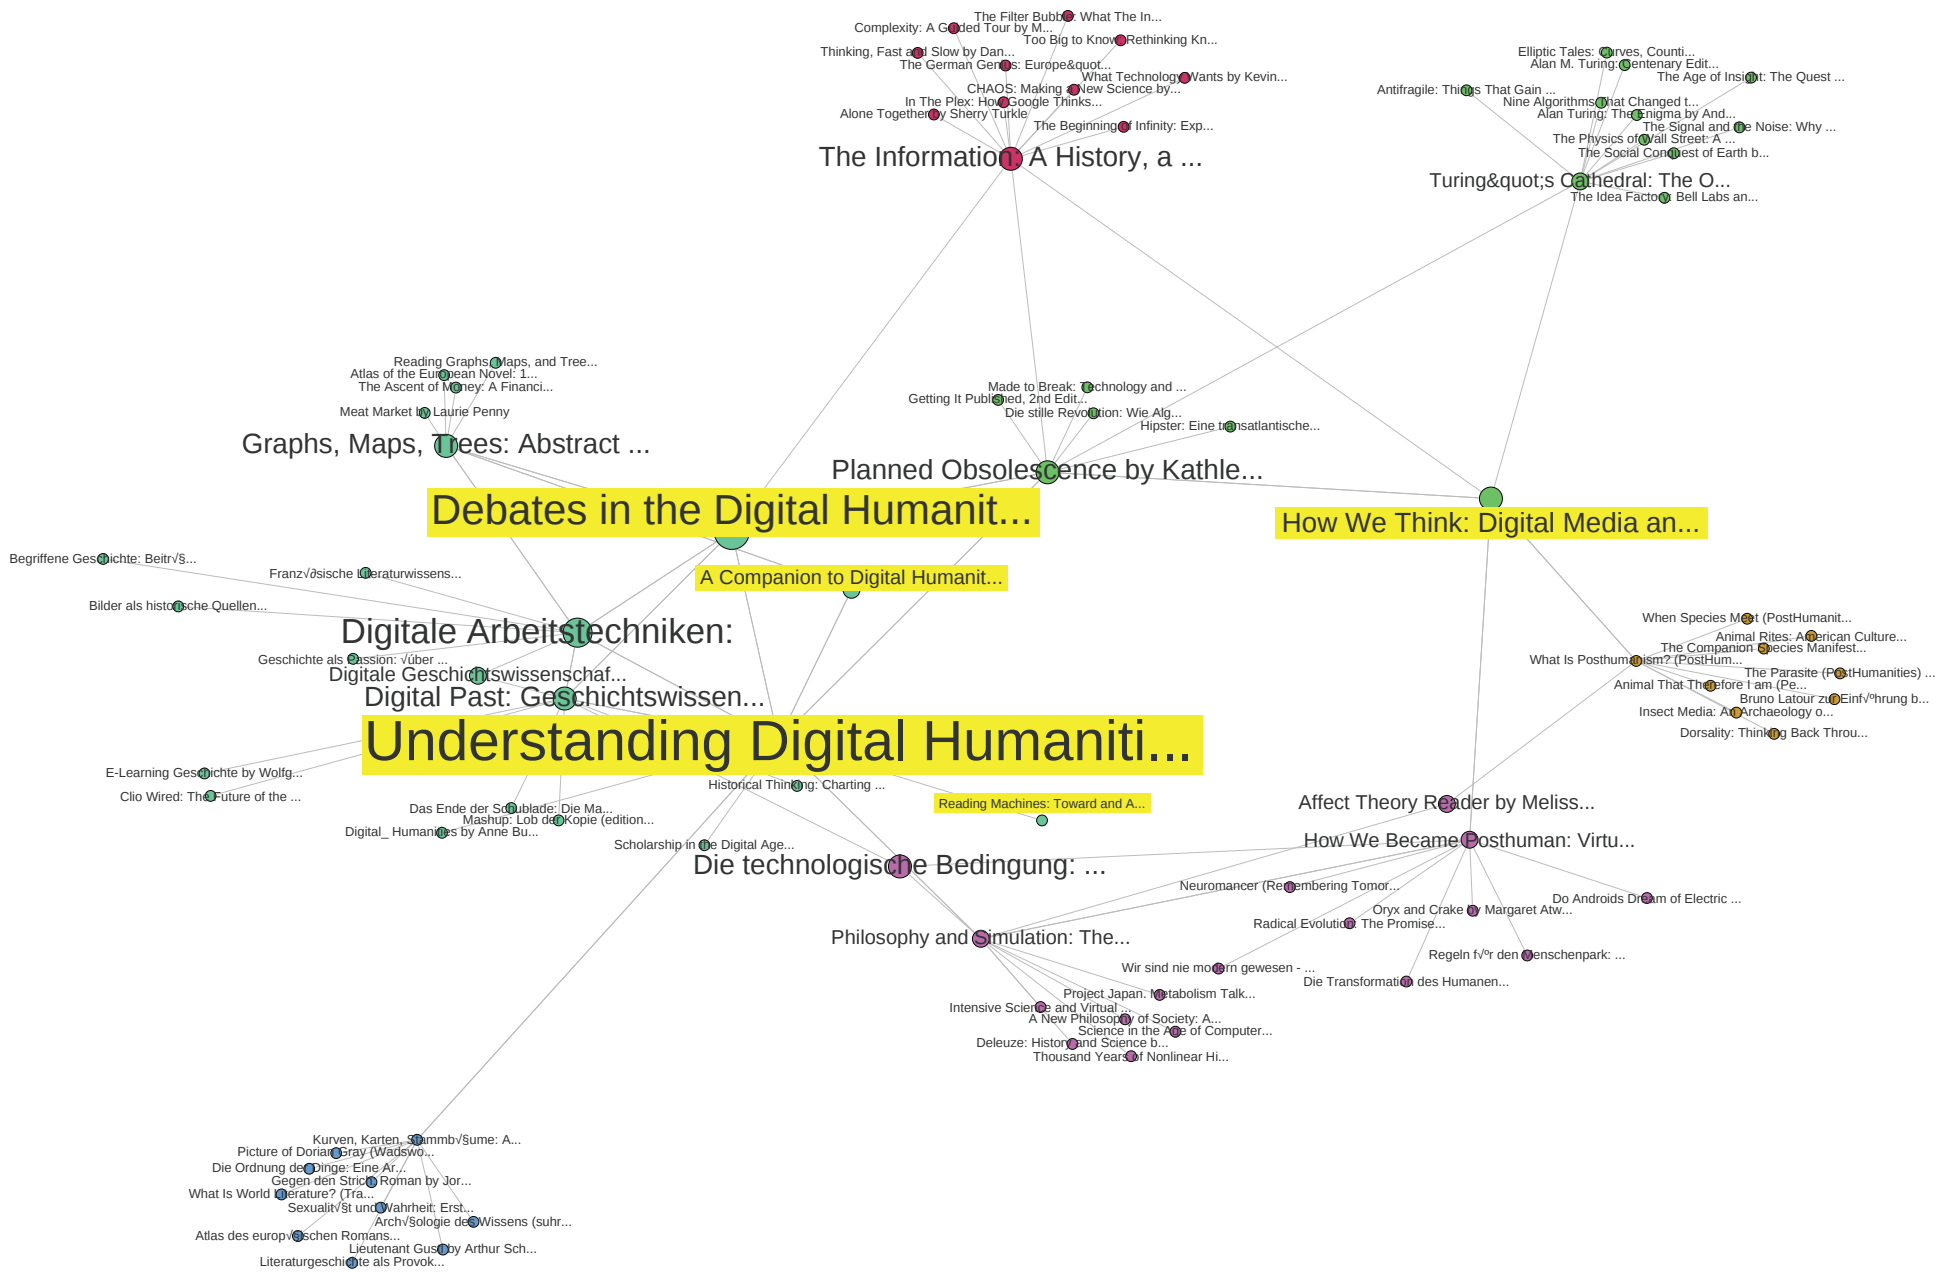 The Filter Bubble: What The In...
Complexity: A Guided Tour by M...
Too Big to Know: Rethinking Kn...
Thinking, Fast and Slow by Dan...
The German Genius: Europe&quot...
What Technology Wants by Kevin...
CHAOS: Making a New Science by...
In The Plex: How Google Thinks...
Alone Together by Sherry Turkle
The Beginning of Infinity: Exp...
The Information: A History, a ...
Elliptic Tales: Curves, Counti...
Alan M. Turing: Centenary Edit...
The Age of Insight: The Quest ...
Antifragile: Things That Gain ...
Nine Algorithms That Changed t...
Alan Turing: The Enigma by And...
The Signal and the Noise: Why ...
The Physics of Wall Street: A ...
The Social Conquest of Earth b...
Turing&quot;s Cathedral: The O...
The Idea Factory: Bell Labs an...
Reading Graphs, Maps, and Tree...
Atlas of the European Novel: 1...
The Ascent of Money: A Financi...
Meat Market by Laurie Penny
Graphs, Maps, Trees: Abstract ...
Made to Break: Technology and ...
Getting It Published, 2nd Edit...
Die stille Revolution: Wie Alg...
Hipster: Eine transatlantische...
Planned Obsolescence by Kathle...
Debates in the Digital Humanit...
How We Think: Digital Media an...
A Companion to Digital Humanit...
Begriffene Geschichte: Beitr√§...
Franz√∂sische Literaturwissens...
Bilder als historische Quellen...
Digitale Arbeitstechniken:
Geschichte als Passion: √úber ...
Digitale Geschichtswissenschaf...
Digital Past: Geschichtswissen...
Understanding Digital Humaniti...
When Species Meet (PostHumanit...
Animal Rites: American Culture...
The Companion Species Manifest...
What Is Posthumanism? (PostHum...
The Parasite (PostHumanities) ...
Animal That Therefore I am (Pe...
Bruno Latour zur Einf√ºhrung b...
Insect Media: An Archaeology o...
Dorsality: Thinking Back Throu...
E-Learning Geschichte by Wolfg...
Clio Wired: The Future of the ...
Historical Thinking: Charting ...
Reading Machines: Toward and A...
Das Ende der Schublade: Die Ma...
Mashup: Lob der Kopie (edition...
Digital_ Humanities by Anne Bu...
Scholarship in the Digital Age...
Affect Theory Reader by Meliss...
How We Became Posthuman: Virtu...
Die technologische Bedingung: ...
Neuromancer (Remembering Tomor...
Do Androids Dream of Electric ...
Oryx and Crake by Margaret Atw...
Radical Evolution: The Promise...
Philosophy and Simulation: The...
Regeln f√ºr den Menschenpark: ...
Wir sind nie modern gewesen - ...
Die Transformation des Humanen...
Project Japan. Metabolism Talk...
Intensive Science and Virtual ...
A New Philosophy of Society: A...
Science in the Age of Computer...
Deleuze: History and Science b...
Thousand Years of Nonlinear Hi...
Kurven, Karten, Stammb√§ume: A...
Picture of Dorian Gray (Wadswo...
Die Ordnung der Dinge: Eine Ar...
Gegen den Strich. Roman by Jor...
What Is World Literature? (Tra...
Sexualit√§t und Wahrheit: Erst...
Arch√§ologie des Wissens (suhr...
Atlas des europ√§ischen Romans...
Lieutenant Gustl by Arthur Sch...
Literaturgeschichte als Provok...